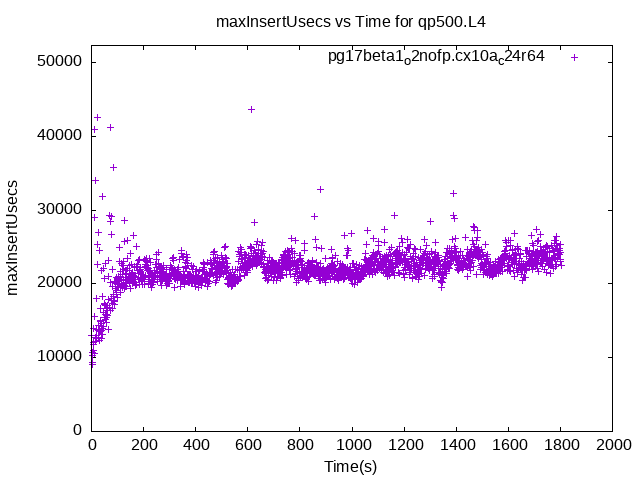 maxInsertUsecs vs Time for qp500.L4
pg17beta1o2nofp.cx10ac24r64
50000
40000
30000
20000
10000
0
maxInsertUsecs
0 200 400 600 800 1000 1200 1400 1600 1800 2000
Time(s)